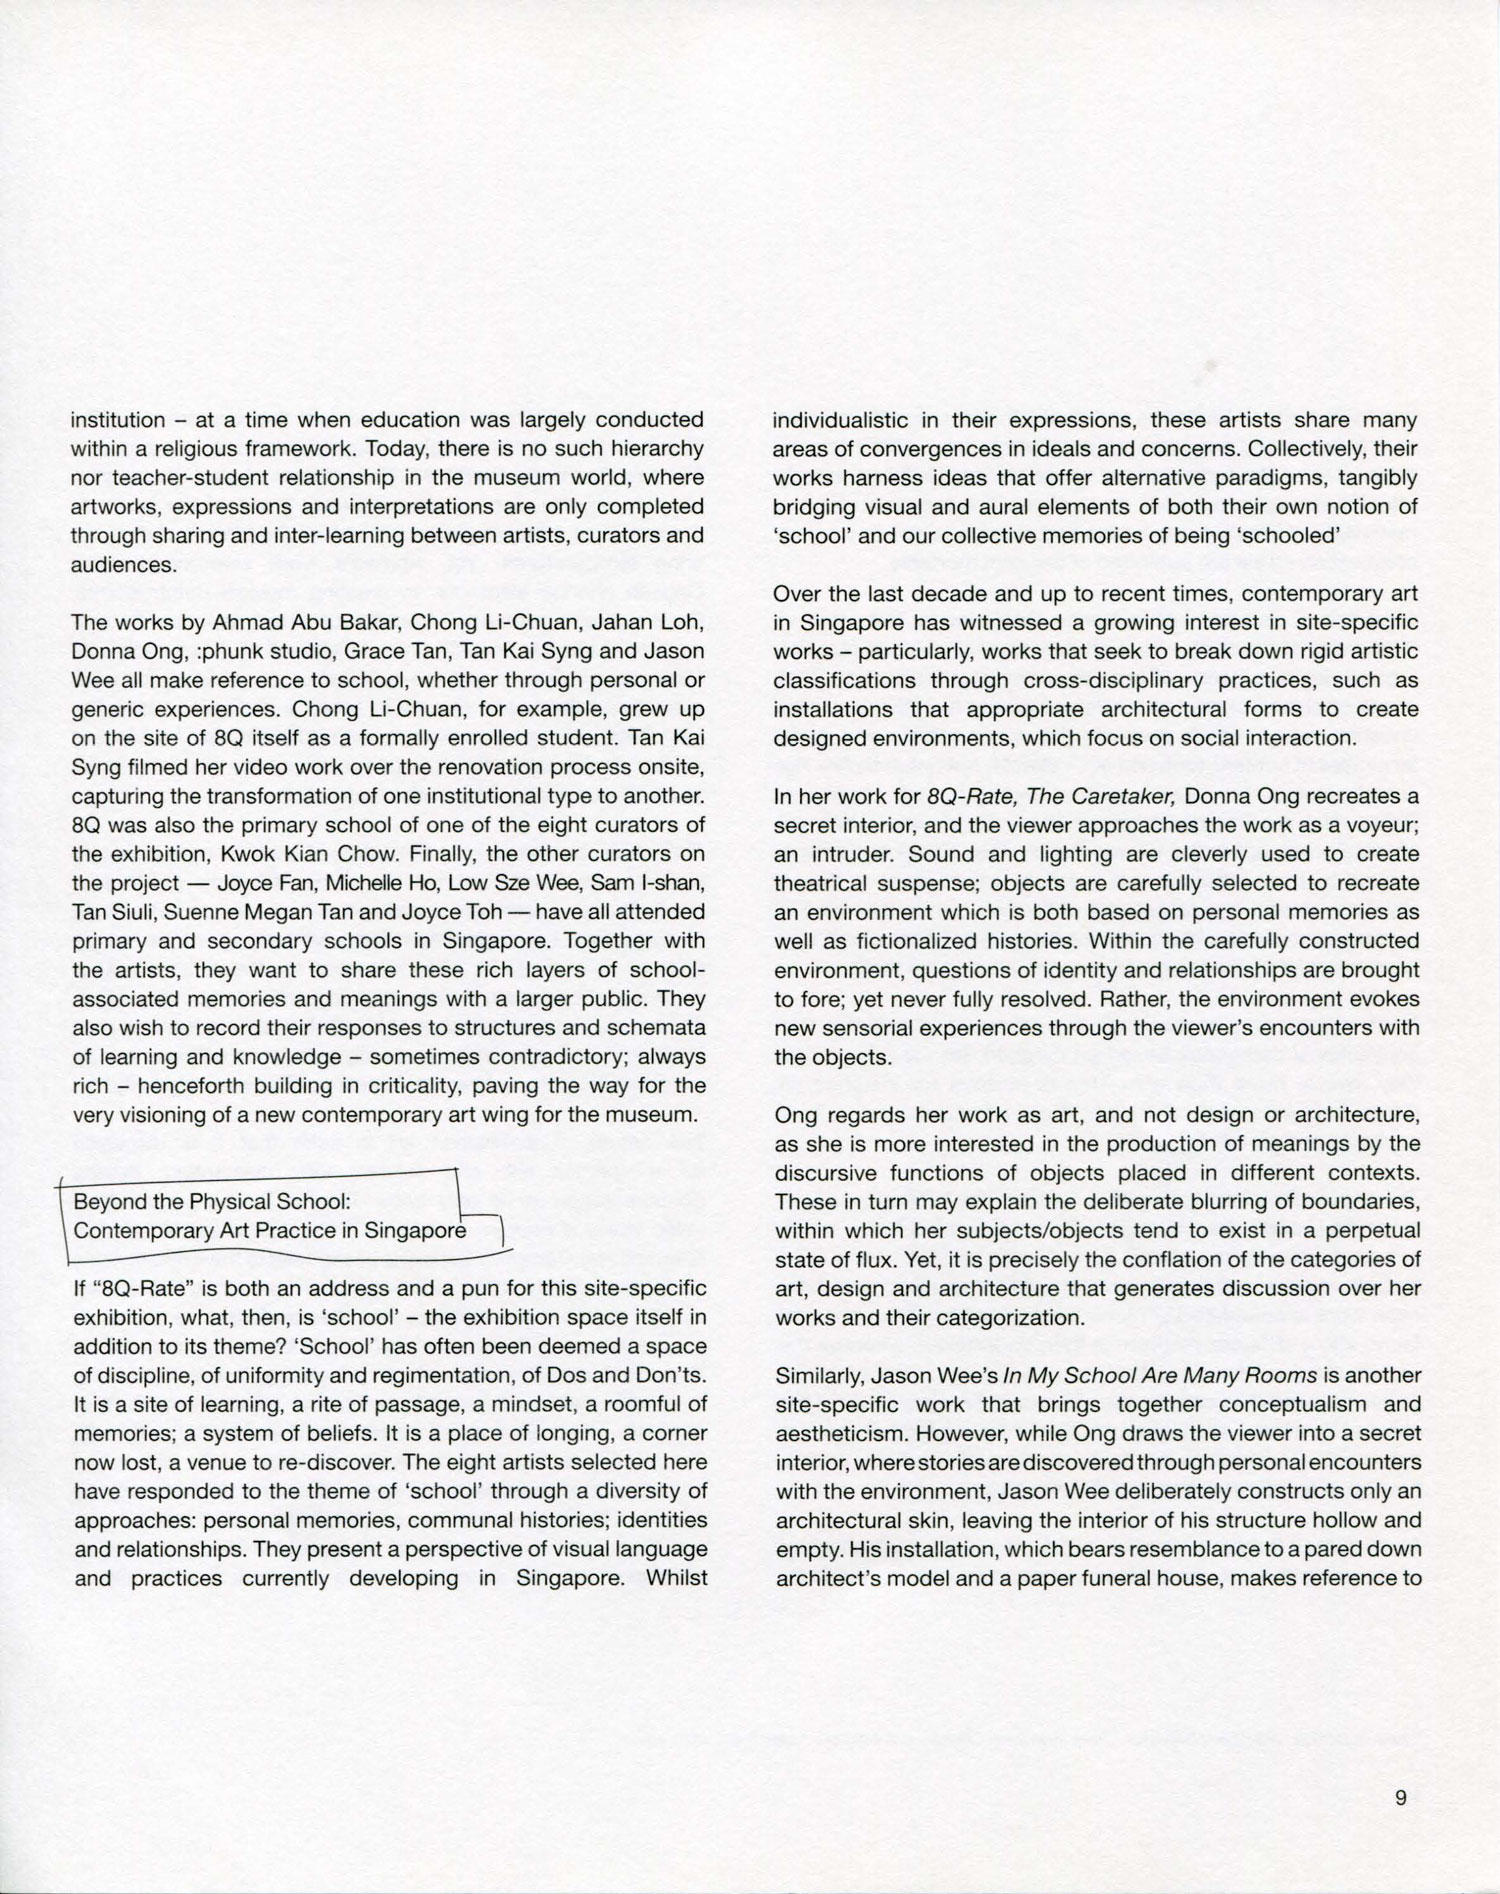 institution – at a time when education was largely conducted
within a religious framework. Today, there is no such hierarchy
nor teacher-student relationship in the museum world, where
artworks, expressions and interpretations are only completed
through sharing and inter-learning between artists, curators and
audiences.
The works by Ahmad Abu Bakar, Chong Li-Chuan, Jahan Loh,
Donna Ong, :phunk studio, Grace Tan, Tan Kai Syng and Jason
Wee all make reference to school, whether through personal or
generic experiences. Chong Li-Chuan, for example, grew up
on the site of 8Q itself as a formally enrolled student. Tan Kai
Syng filmed her video work over the renovation process onsite,
capturing the transformation of one institutional type to another.
8Q was also the primary school of one of the eight curators of
the exhibition, Kwok Kian Chow. Finally, the other curators on
the project — Joyce Fan, Michelle Ho, Low Sze Wee, Sam I-shan,
Tan Siuli, Suenne Megan Tan and Joyce Toh — have all attended
primary and secondary schools in Singapore. Together with
the artists, they want to share these rich layers of school-
associated memories and meanings with a larger public. They
also wish to record their responses to structures and schemata
of learning and knowledge – sometimes contradictory; always
rich – henceforth building in criticality, paving the way for the
very visioning of a new contemporary art wing for the museum.
Beyond the Physical School:
Contemporary Art Practice in Singapore
If “8Q-Rate” is both an address and a pun for this site-specific
exhibition, what, then, is ‘school’ – the exhibition space itself in
addition to its theme? ‘School’ has often been deemed a space
of discipline, of uniformity and regimentation, of Dos and Don’ts.
It is a site of learning, a rite of passage, a mindset, a roomful of
memories; a system of beliefs. It is a place of longing, a corner
now lost, a venue to re-discover. The eight artists selected here
have responded to the theme of ‘school’ through a diversity of
approaches: personal memories, communal histories; identities
and relationships. They present a perspective of visual language
and practices currently developing in Singapore. Whilst
individualistic in their expressions, these artists share many
areas of convergences in ideals and concerns. Collectively, their
works harness ideas that offer alternative paradigms, tangibly
bridging visual and aural elements of both their own notion of
‘school’ and our collective memories of being ‘schooled’
Over the last decade and up to recent times, contemporary art
in Singapore has witnessed a growing interest in site-specific
works – particularly, works that seek to break down rigid artistic
classifications through cross-disciplinary practices, such as
installations that appropriate architectural forms to create
designed environments, which focus on social interaction.
In her work for 8Q-Rate, The Caretaker, Donna Ong recreates a
secret interior, and the viewer approaches the work as a voyeur;
an intruder. Sound and lighting are cleverly used to create
theatrical suspense; objects are carefully selected to recreate
an environment which is both based on personal memories as
well as fictionalized histories. Within the carefully constructed
environment, questions of identity and relationships are brought
to fore; yet never fully resolved. Rather, the environment evokes
new sensorial experiences through the viewer’s encounters with
the objects.
Ong regards her work as art, and not design or architecture,
as she is more interested in the production of meanings by the
discursive functions of objects placed in different contexts.
These in turn may explain the deliberate blurring of boundaries,
within which her subjects/objects tend to exist in a perpetual
state of flux. Yet, it is precisely the conflation of the categories of
art, design and architecture that generates discussion over her
works and their categorization.
Similarly, Jason Wee’s In My School Are Many Rooms is another
site-specific work that brings together conceptualism and
aestheticism. However, while Ong draws the viewer into a secret
interior, where stories are discovered through personal encounters
with the environment, Jason Wee deliberately constructs only an
architectural skin, leaving the interior of his structure hollow and
empty. His installation, which bears resemblance to a pared down
architect’s model and a paper funeral house, makes reference to
9